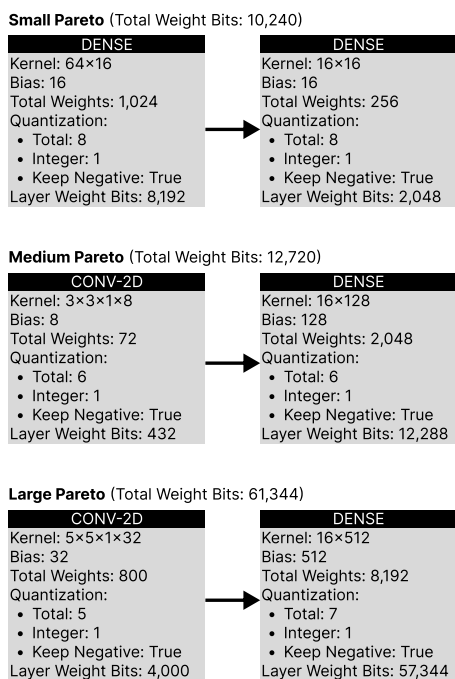 Small Pareto (Total Weight Bits: 10,240)
DENSE
Kernel: 64×16
Bias: 16
Total Weights: 1,024
Quantization:
• Total: 8
• Integer: 1
• Keep Negative: True
Layer Weight Bits: 8,192
DENSE
Kernel: 16×16
Bias: 16
Total Weights: 256
Quantization:
• Total: 8
• Integer: 1
• Keep Negative: True
Layer Weight Bits: 2,048
Medium Pareto (Total Weight Bits: 12,720)
CONV-2D
Kernel: 3×3×1×8
Bias: 8
Total Weights: 72
Quantization:
• Total: 6
• Integer: 1
• Keep Negative: True
Layer Weight Bits: 432
DENSE
Kernel: 16×128
Bias: 128
Total Weights: 2,048
Quantization:
• Total: 6
• Integer: 1
• Keep Negative: True
Layer Weight Bits: 12,288
Large Pareto (Total Weight Bits: 61,344)
CONV-2D
Kernel: 5×5×1×32
Bias: 32
Total Weights: 800
Quantization:
• Total: 5
• Integer: 1
• Keep Negative: True
Layer Weight Bits: 4,000
DENSE
Kernel: 16×512
Bias: 512
Total Weights: 8,192
Quantization:
• Total: 7
• Integer: 1
• Keep Negative: True
Layer Weight Bits: 57,344